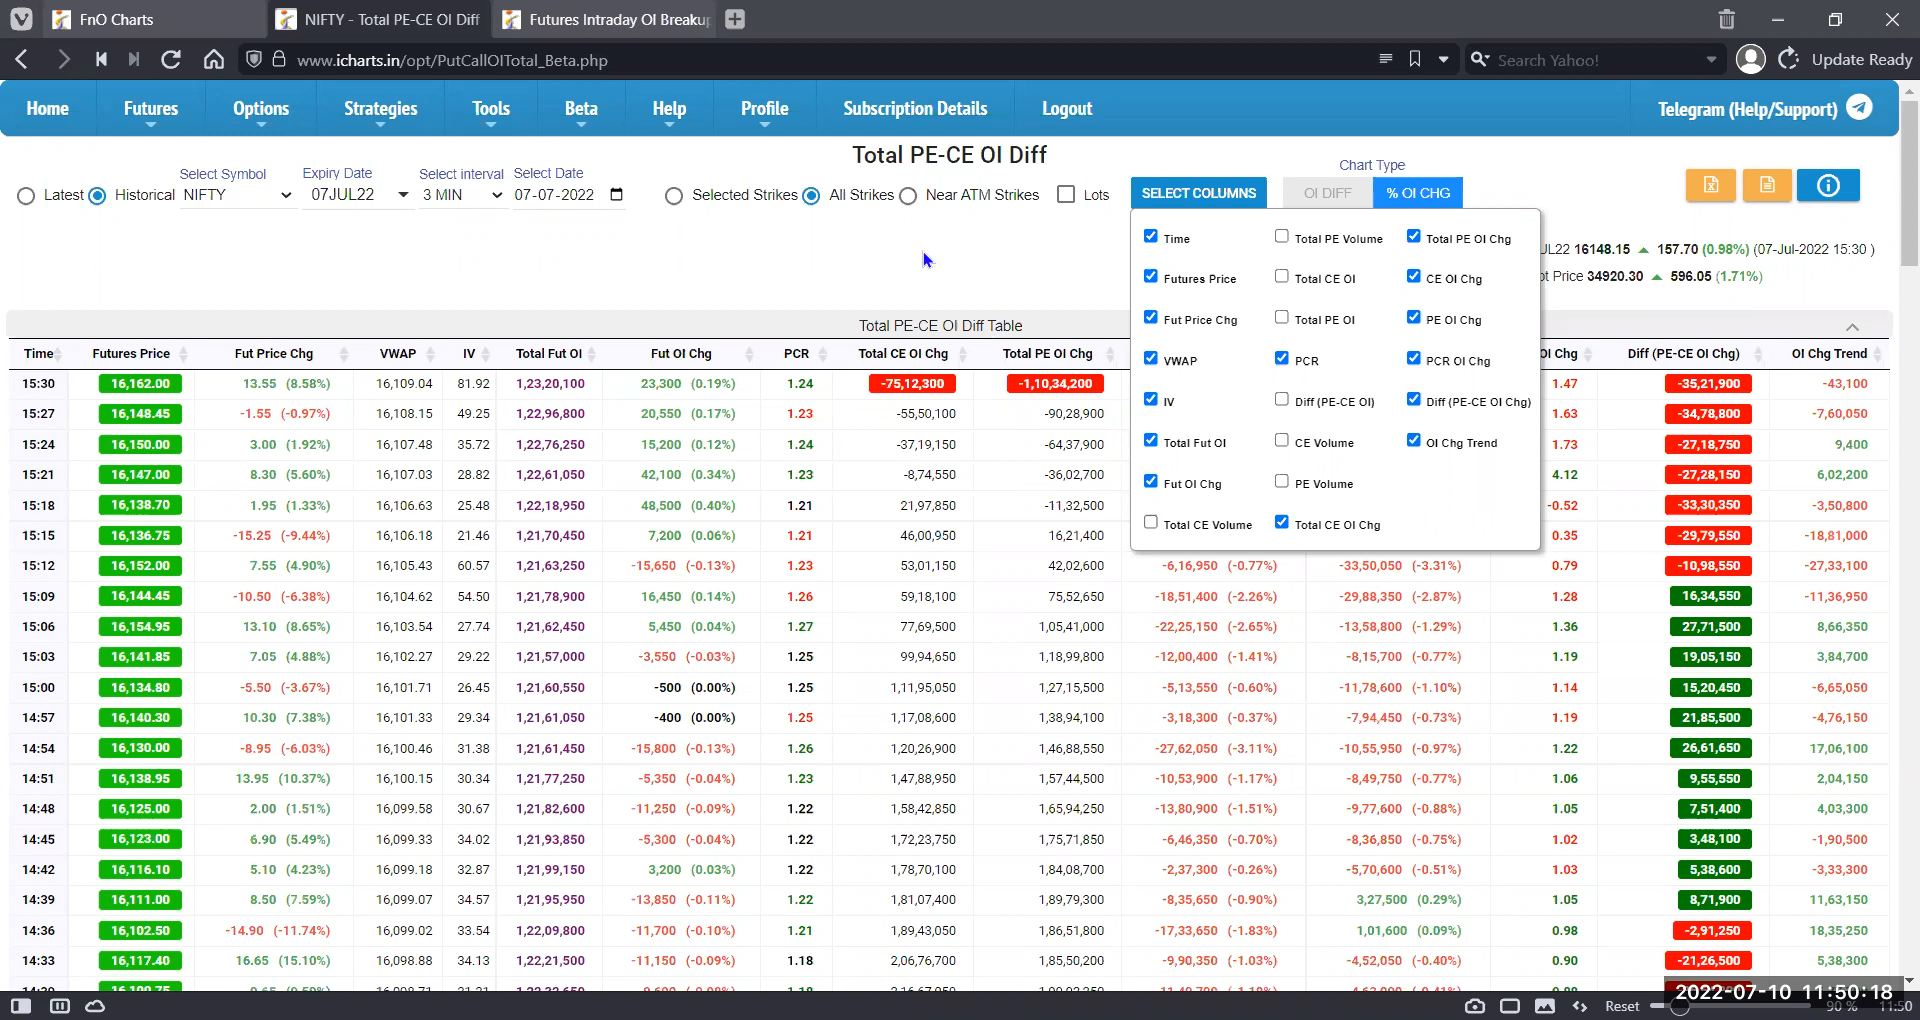 FnO Charts
NIFTY - Total PE-CE OI Diff
Futures Intraday OI Breakup
www.icharts.in/opt/PutCallOITotal_Beta.php
Search Yahoo!
Update Ready
Home Futures Options Strategies Tools Beta Help Profile Subscription Details Logout Telegram (Help/Support)
Total PE-CE OI Diff
Select Symbol Expiry Date Select interval Select Date Chart Type
Latest Historical NIFTY 07JUL22 3 MIN 07-07-2022 Selected Strikes All Strikes Near ATM Strikes Lots SELECT COLUMNS OI DIFF % OI CHG
Time Total PE Volume Total PE OI Chg
JL22 16148.15 157.70 (0.98%) (07-Jul-2022 15:30 )
Futures Price Total CE OI CE OI Chg
Price 34920.30 596.05 (1.71%)
Fut Price Chg Total PE OI PE OI Chg
VWAP PCR PCR OI Chg
IV Diff (PE-CE OI) Diff (PE-CE OI Chg)
Total Fut OI CE Volume OI Chg Trend
Fut OI Chg PE Volume
Total CE Volume Total CE OI Chg
Total PE-CE OI Diff Table
Time Futures Price Fut Price Chg VWAP IV Total Fut OI Fut OI Chg PCR Total CE OI Chg Total PE OI Chg OI Chg Diff (PE-CE OI Chg) OI Chg Trend
15:30 16,162.00 13.55 (8.58%) 16,109.04 81.92 1,23,20,100 23,300 (0.19%) 1.24 -75,12,300 -1,10,34,200 1.47 -35,21,900 -43,100
15:27 16,148.45 -1.55 (-0.97%) 16,108.15 49.25 1,22,96,800 20,550 (0.17%) 1.23 -55,50,100 -90,28,900 1.63 -34,78,800 -7,60,050
15:24 16,150.00 3.00 (1.92%) 16,107.48 35.72 1,22,76,250 15,200 (0.12%) 1.24 -37,19,150 -64,37,900 1.73 -27,18,750 9,400
15:21 16,147.00 8.30 (5.60%) 16,107.03 28.82 1,22,61,050 42,100 (0.34%) 1.23 -8,74,550 -36,02,700 4.12 -27,28,150 6,02,200
15:18 16,138.70 1.95 (1.33%) 16,106.63 25.48 1,22,18,950 48,500 (0.40%) 1.21 21,97,850 -11,32,500 -0.52 -33,30,350 -3,50,800
15:15 16,136.75 -15.25 (-9.44%) 16,106.18 21.46 1,21,70,450 7,200 (0.06%) 1.21 46,00,950 16,21,400 0.35 -29,79,550 -18,81,000
15:12 16,152.00 7.55 (4.90%) 16,105.43 60.57 1,21,63,250 -15,650 (-0.13%) 1.23 53,01,150 42,02,600 -6,16,950 (-0.77%) -33,50,050 (-3.31%) 0.79 -10,98,550 -27,33,100
15:09 16,144.45 -10.50 (-6.38%) 16,104.62 54.50 1,21,78,900 16,450 (0.14%) 1.26 59,18,100 75,52,650 -18,51,400 (-2.26%) -29,88,350 (-2.87%) 1.28 16,34,550 -11,36,950
15:06 16,154.95 13.10 (8.65%) 16,103.54 27.74 1,21,62,450 5,450 (0.04%) 1.27 77,69,500 1,05,41,000 -22,25,150 (-2.65%) -13,58,800 (-1.29%) 1.36 27,71,500 8,66,350
15:03 16,141.85 7.05 (4.88%) 16,102.27 29.22 1,21,57,000 -3,550 (-0.03%) 1.25 99,94,650 1,18,99,800 -12,00,400 (-1.41%) -8,15,700 (-0.77%) 1.19 19,05,150 3,84,700
15:00 16,134.80 -5.50 (-3.67%) 16,101.71 26.45 1,21,60,550 -500 (0.00%) 1.25 1,11,95,050 1,27,15,500 -5,13,550 (-0.60%) -11,78,600 (-1.10%) 1.14 15,20,450 -6,65,050
14:57 16,140.30 10.30 (7.38%) 16,101.33 29.34 1,21,61,050 -400 (0.00%) 1.25 1,17,08,600 1,38,94,100 -3,18,300 (-0.37%) -7,94,450 (-0.73%) 1.19 21,85,500 -4,76,150
14:54 16,130.00 -8.95 (-6.03%) 16,100.46 31.38 1,21,61,450 -15,800 (-0.13%) 1.26 1,20,26,900 1,46,88,550 -27,62,050 (-3.11%) -10,55,950 (-0.97%) 1.22 26,61,650 17,06,100
14:51 16,138.95 13.95 (10.37%) 16,100.15 30.34 1,21,77,250 -5,350 (-0.04%) 1.23 1,47,88,950 1,57,44,500 -10,53,900 (-1.17%) -8,49,750 (-0.77%) 1.06 9,55,550 2,04,150
14:48 16,125.00 2.00 (1.51%) 16,099.58 30.67 1,21,82,600 -11,250 (-0.09%) 1.22 1,58,42,850 1,65,94,250 -13,80,900 (-1.51%) -9,77,600 (-0.88%) 1.05 7,51,400 4,03,300
14:45 16,123.00 6.90 (5.49%) 16,099.33 34.02 1,21,93,850 -5,300 (-0.04%) 1.22 1,72,23,750 1,75,71,850 -6,46,350 (-0.70%) -8,36,850 (-0.75%) 1.02 3,48,100 -1,90,500
14:42 16,116.10 5.10 (4.23%) 16,099.18 32.87 1,21,99,150 3,200 (0.03%) 1.22 1,78,70,100 1,84,08,700 -2,37,300 (-0.26%) -5,70,600 (-0.51%) 1.03 5,38,600 -3,33,300
14:39 16,111.00 8.50 (7.59%) 16,099.07 34.57 1,21,95,950 -13,850 (-0.11%) 1.22 1,81,07,400 1,89,79,300 -8,35,650 (-0.90%) 3,27,500 (0.29%) 1.05 8,71,900 11,63,150
14:36 16,102.50 -14.90 (-11.74%) 16,099.02 33.54 1,22,09,800 -11,700 (-0.10%) 1.21 1,89,43,050 1,86,51,800 -17,33,650 (-1.83%) 1,01,600 (0.09%) 0.98 -2,91,250 18,35,250
14:33 16,117.40 16.65 (15.10%) 16,098.88 34.13 1,22,21,500 -11,150 (-0.09%) 1.18 2,06,76,700 1,85,50,200 -9,90,350 (-1.03%) -4,52,050 (-0.40%) 0.90 -21,26,500 5,38,300
2022-07-10 11:50:18
Reset 90 % 11:50